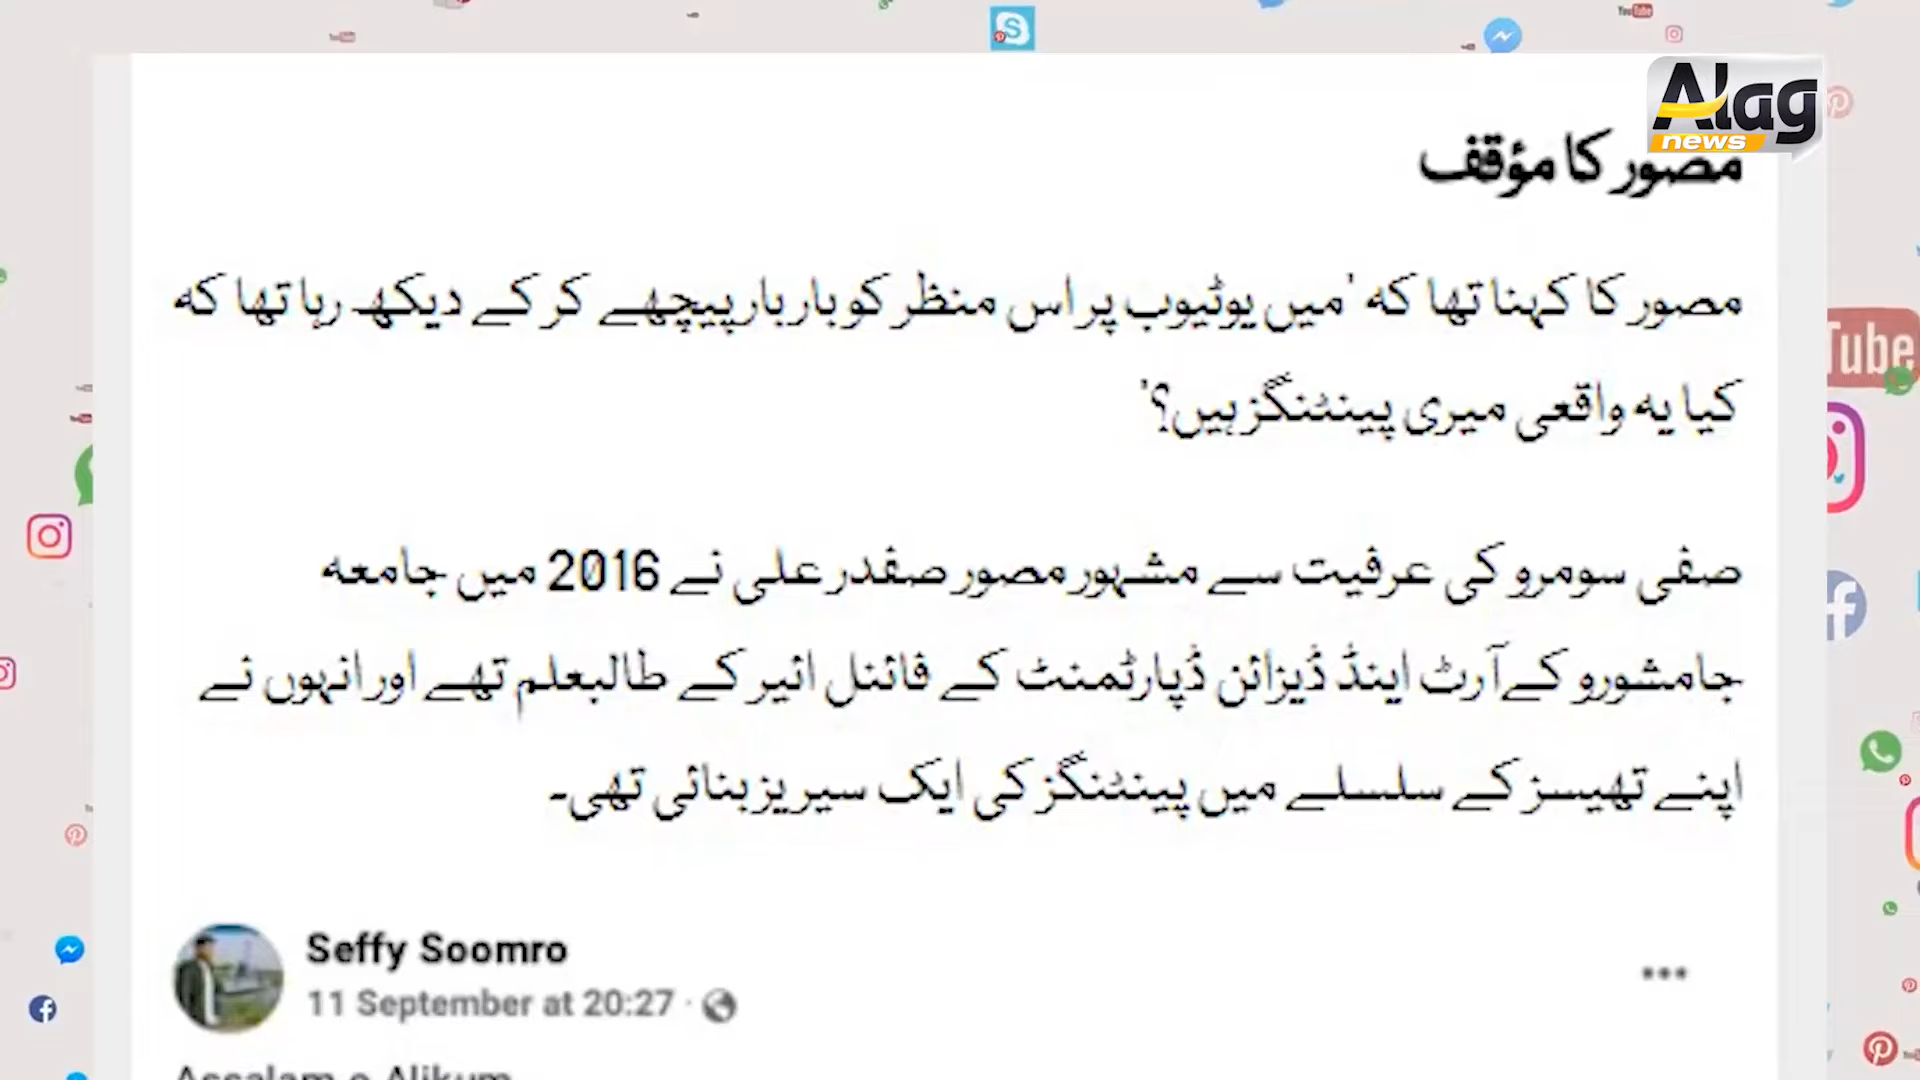 Alag
news
مصور کا مؤقف
مصور کا کہنا تھا کہ 'میں یوٹیوب پر اس منظر کو بار بار پیچھے کر کے دیکھ رہا تھا کہ
کیا یہ واقعی میری پینٹنگز ہیں؟'
صفی سومرو کی عرفیت سے مشہور مصور صفدر علی نے 2016 میں جامعہ
جامشورو کے آرٹ اینڈ ڈیزائن ڈپارٹمنٹ کے فائنل ائیر کے طالبعلم تھے اور انہوں نے
اپنے تھیسز کے سلسلے میں پینٹنگز کی ایک سیریز بنائی تھی۔
Seffy Soomro
11 September at 20:27
Assalam o Alikum
Tube